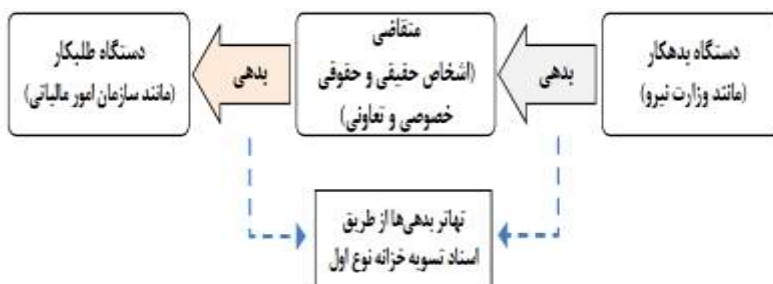 دستگاه بدهکار
(مانند وزارت نیرو)
بدهی
متقاضی
(اشخاص حقیقی و حقوقی
خصوصی و تعاونی)
بدهی
دستگاه طلبکار
(مانند سازمان امور مالیاتی)
تهاتر بدهی‌ها از طریق
اسناد تسویه خزانه نوع اول